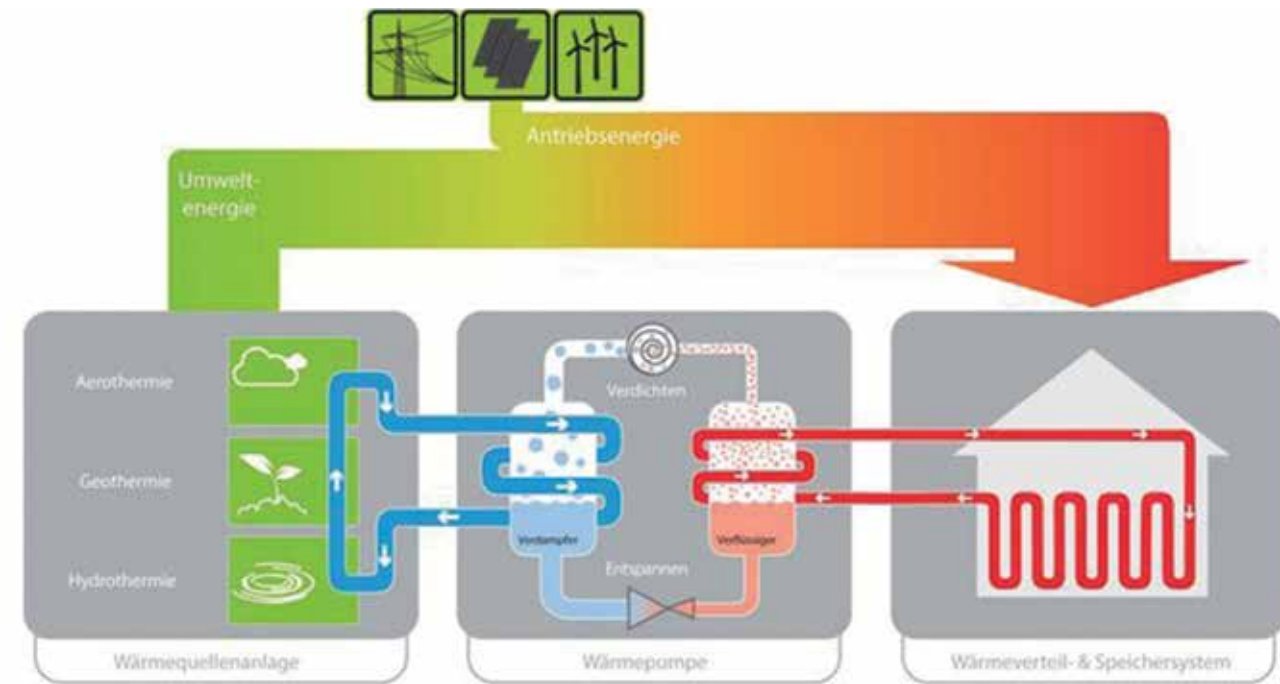 Antriebsenergie
Umwelt-
energie
Aerothermie
Geothermie
Hydrothermie
Verdichten
Verdampfer
Verflüssiger
Entspannen
Wärmequellenanlage
Wärmepumpe
Wärmeverteil- & Speichersystem